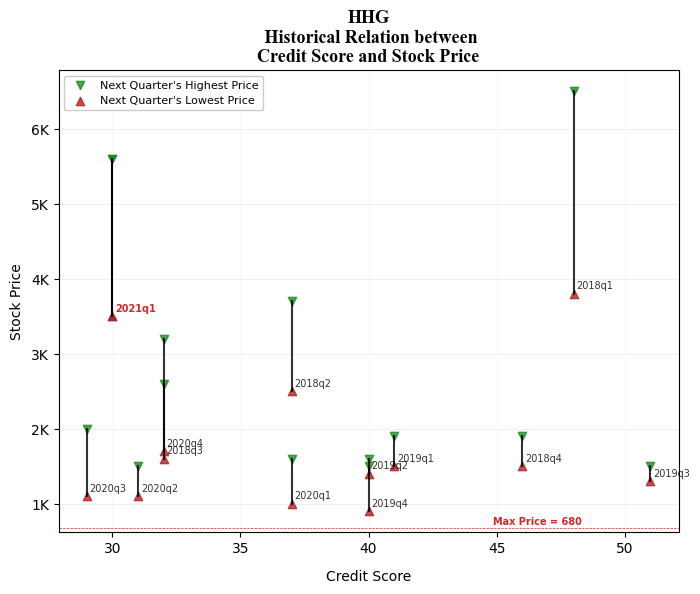 HHG
Historical Relation between
Credit Score and Stock Price
Next Quarter's Highest Price
Next Quarter's Lowest Price
6K
5K
4K
3K
2K
1K
Stock Price
2018q1
2021q1
2018q2
2020q4
2018q3
2019q2
2019q1
2018q4
2019q3
2020q3
2020q2
2020q1
2019q4
Max Price = 680
30
35
40
45
50
Credit Score